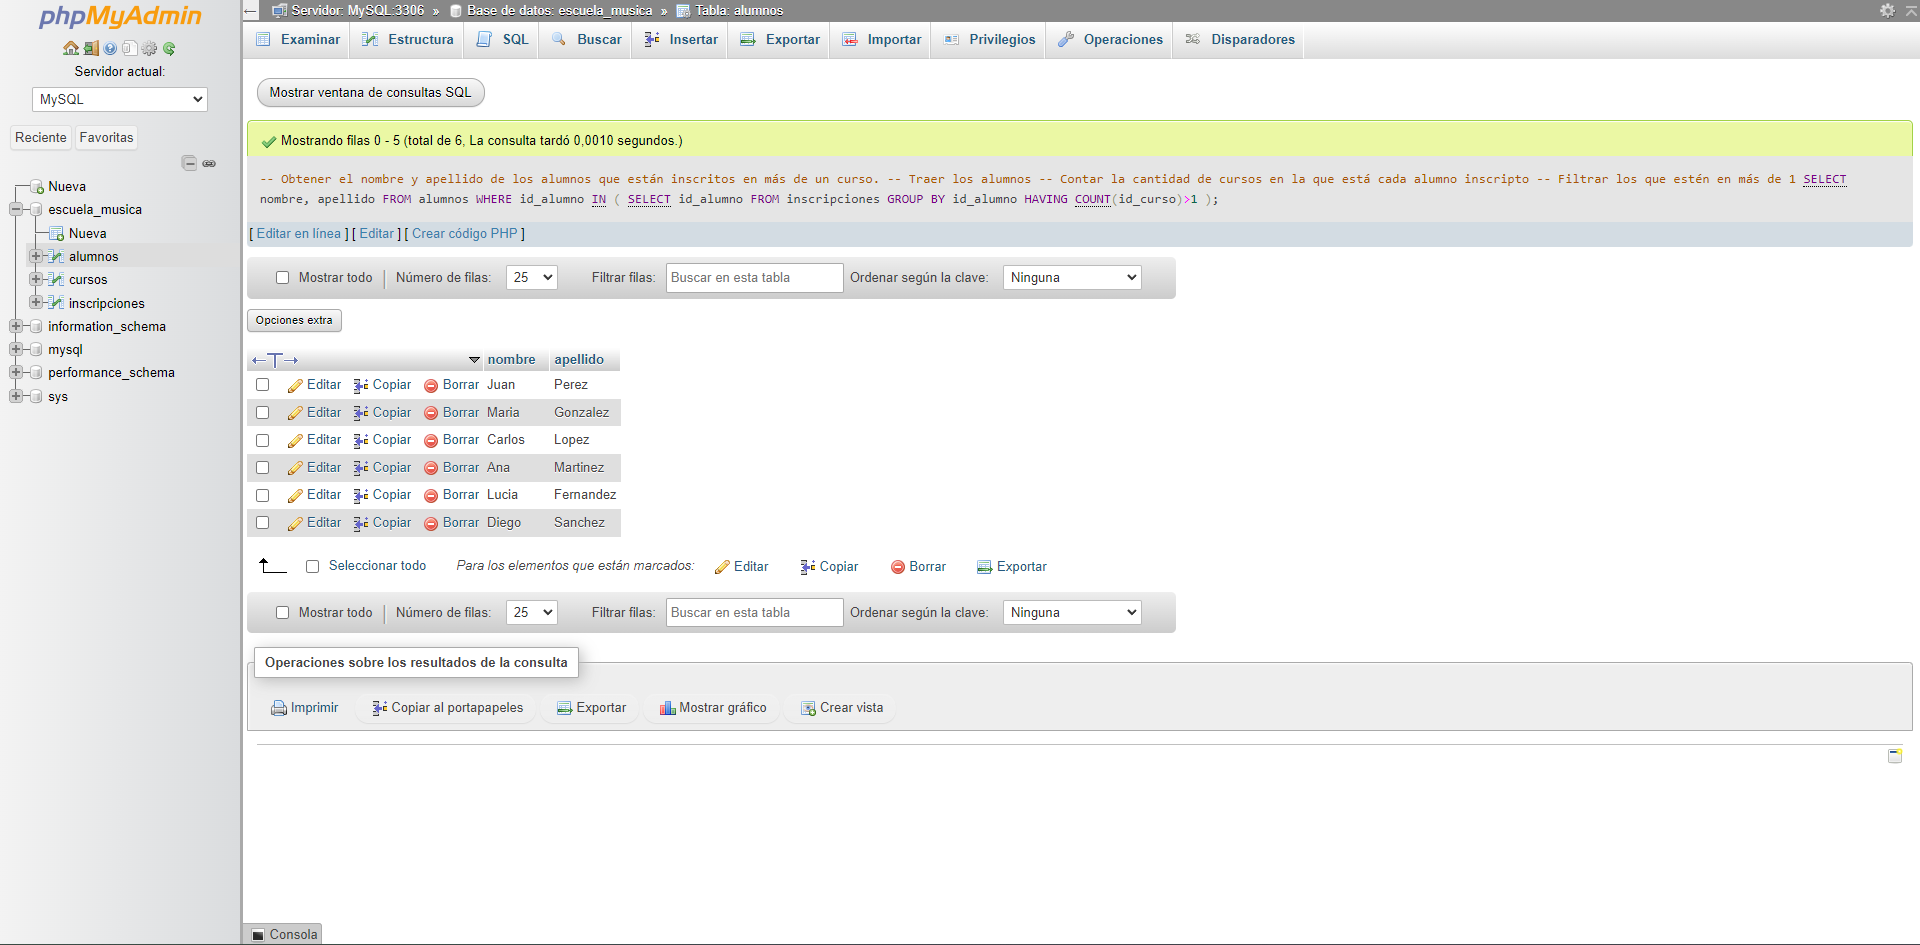 phpMyAdmin
Servidor actual:
MySQL
Reciente Favoritas
Nueva
escuela_musica
Nueva
alumnos
cursos
inscripciones
information_schema
mysql
performance_schema
sys
Servidor: MySQL:3306 » Base de datos: escuela_musica » Tabla: alumnos
Examinar Estructura SQL Buscar Insertar Exportar Importar Privilegios Operaciones Disparadores
Mostrar ventana de consultas SQL
Mostrando filas 0 - 5 (total de 6, La consulta tardó 0,0010 segundos.)
-- Obtener el nombre y apellido de los alumnos que están inscritos en más de un curso. -- Traer los alumnos -- Contar la cantidad de cursos en la que está cada alumno inscripto -- Filtrar los que estén en más de 1 SELECT
nombre, apellido FROM alumnos WHERE id_alumno IN ( SELECT id_alumno FROM inscripciones GROUP BY id_alumno HAVING COUNT(id_curso)>1 );
[ Editar en línea ] [ Editar ] [ Crear código PHP ]
Mostrar todo | Número de filas: 25 Filtrar filas: Buscar en esta tabla Ordenar según la clave: Ninguna
Opciones extra
←T→ nombre apellido
Editar Copiar Borrar Juan Perez
Editar Copiar Borrar Maria Gonzalez
Editar Copiar Borrar Carlos Lopez
Editar Copiar Borrar Ana Martinez
Editar Copiar Borrar Lucia Fernandez
Editar Copiar Borrar Diego Sanchez
Seleccionar todo Para los elementos que están marcados: Editar Copiar Borrar Exportar
Mostrar todo | Número de filas: 25 Filtrar filas: Buscar en esta tabla Ordenar según la clave: Ninguna
Operaciones sobre los resultados de la consulta
Imprimir Copiar al portapapeles Exportar Mostrar gráfico Crear vista
Consola